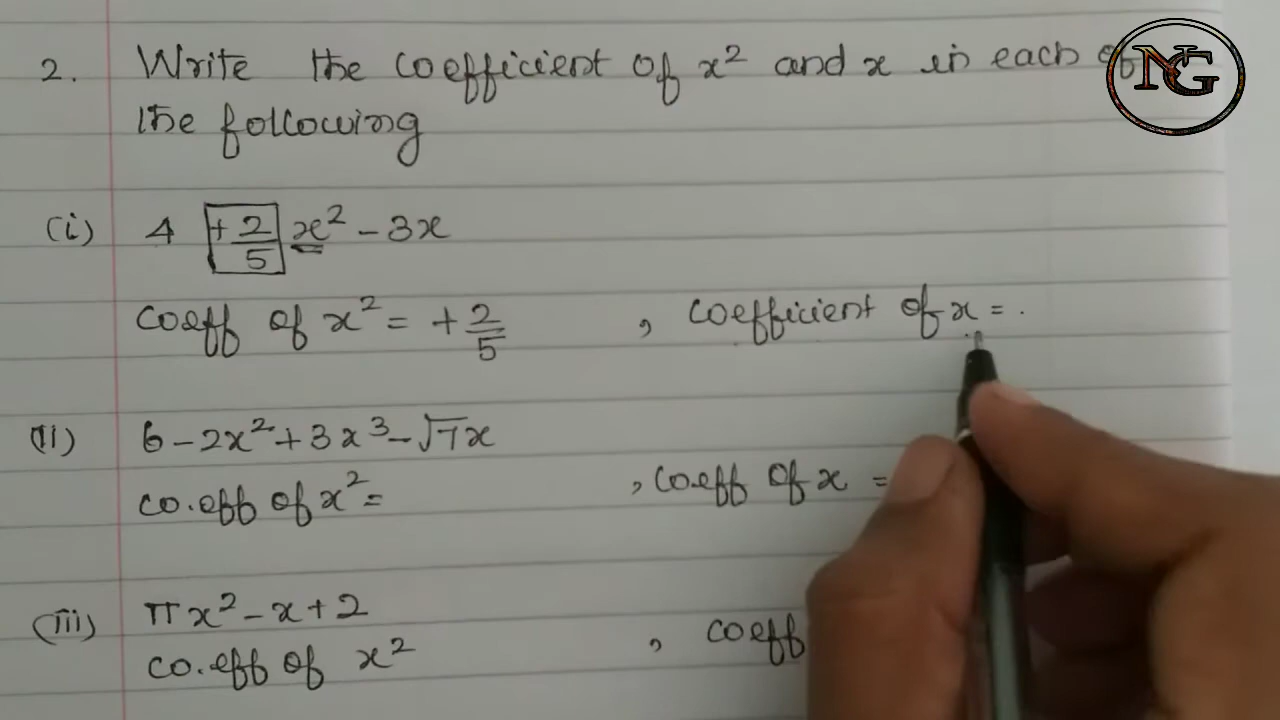 2. Write the coefficient of x² and x in each of
the following
(i) 4 + 2/5 x² - 3x
coeff of x² = + 2/5 , coefficient of x = .
(ii) 6 - 2x² + 3x³ - √7x
co.eff of x² = , co.eff of x =
(iii) πx² - x + 2
co.eff of x² , coeff
NG